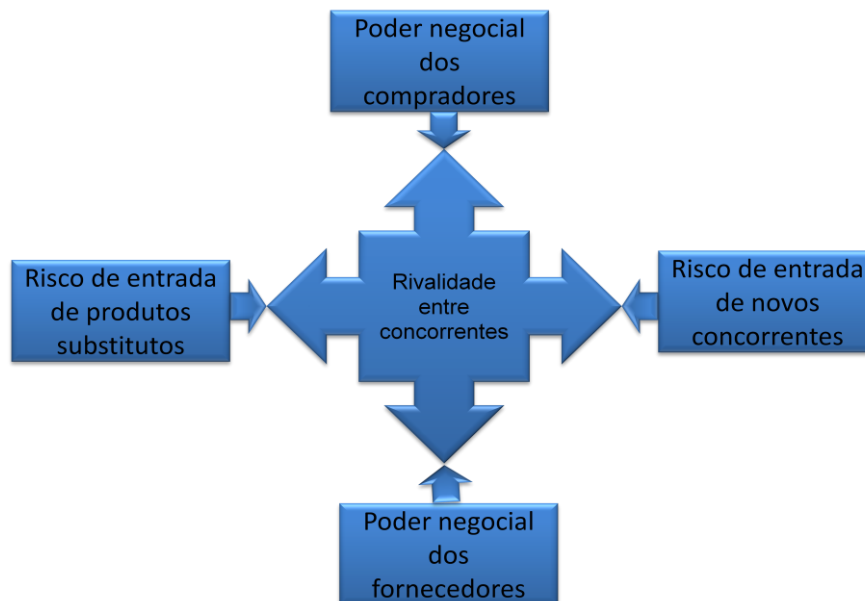 Poder negocial
dos
compradores
Risco de entrada
de produtos
substitutos
Rivalidade
entre
concorrentes
Risco de entrada
de novos
concorrentes
Poder negocial
dos
fornecedores